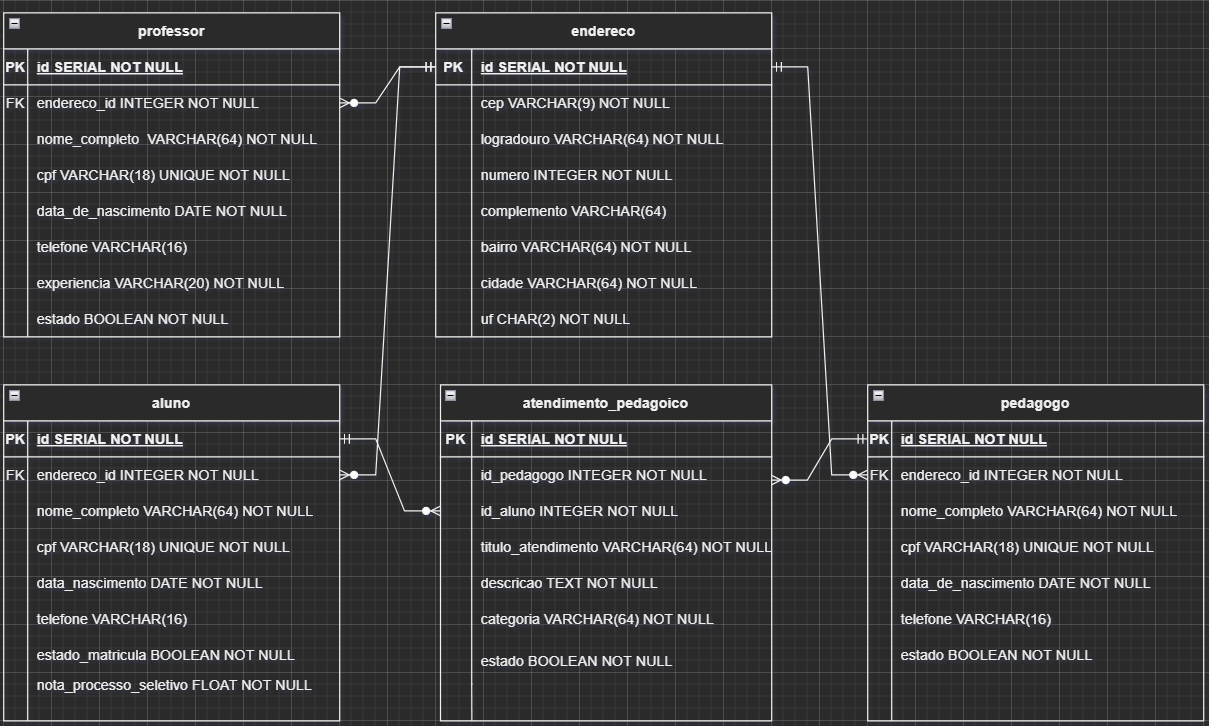 professor
PK id SERIAL NOT NULL
FK endereco_id INTEGER NOT NULL
nome_completo VARCHAR(64) NOT NULL
cpf VARCHAR(18) UNIQUE NOT NULL
data_de_nascimento DATE NOT NULL
telefone VARCHAR(16)
experiencia VARCHAR(20) NOT NULL
estado BOOLEAN NOT NULL
endereco
PK id SERIAL NOT NULL
cep VARCHAR(9) NOT NULL
logradouro VARCHAR(64) NOT NULL
numero INTEGER NOT NULL
complemento VARCHAR(64)
bairro VARCHAR(64) NOT NULL
cidade VARCHAR(64) NOT NULL
uf CHAR(2) NOT NULL
aluno
PK id SERIAL NOT NULL
FK endereco_id INTEGER NOT NULL
nome_completo VARCHAR(64) NOT NULL
cpf VARCHAR(18) UNIQUE NOT NULL
data_nascimento DATE NOT NULL
telefone VARCHAR(16)
estado_matricula BOOLEAN NOT NULL
nota_processo_seletivo FLOAT NOT NULL
atendimento_pedagoico
PK id SERIAL NOT NULL
id_pedagogo INTEGER NOT NULL
id_aluno INTEGER NOT NULL
titulo_atendimento VARCHAR(64) NOT NULL
descricao TEXT NOT NULL
categoria VARCHAR(64) NOT NULL
estado BOOLEAN NOT NULL
pedagogo
PK id SERIAL NOT NULL
FK endereco_id INTEGER NOT NULL
nome_completo VARCHAR(64) NOT NULL
cpf VARCHAR(18) UNIQUE NOT NULL
data_de_nascimento DATE NOT NULL
telefone VARCHAR(16)
estado BOOLEAN NOT NULL